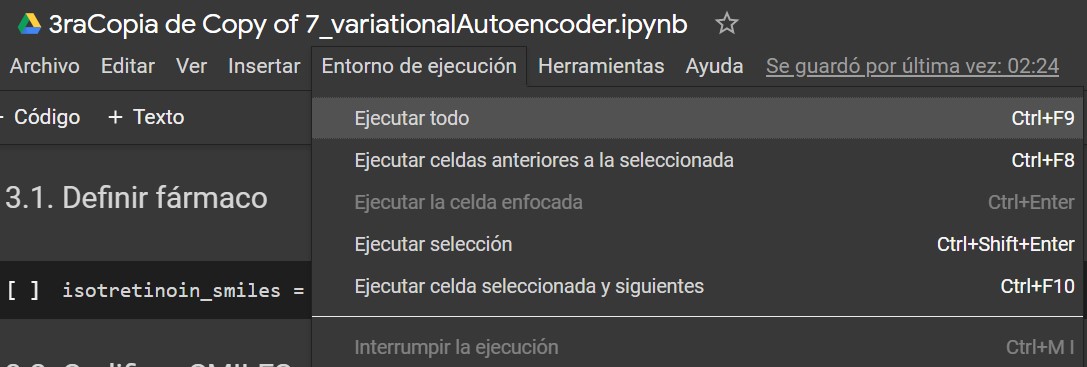 3raCopia de Copy of 7_variationalAutoencoder.ipynb
Archivo Editar Ver Insertar Entorno de ejecución Herramientas Ayuda Se guardó por última vez: 02:24
Código + Texto
Ejecutar todo Ctrl+F9
Ejecutar celdas anteriores a la seleccionada Ctrl+F8
3.1. Definir fármaco
Ejecutar la celda enfocada Ctrl+Enter
Ejecutar selección Ctrl+Shift+Enter
[ ] isotretinoin_smiles =
Ejecutar celda seleccionada y siguientes Ctrl+F10
Interrumpir la ejecución Ctrl+M I